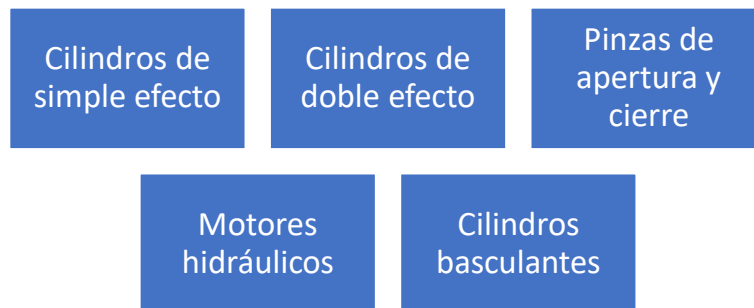 Cilindros de
simple efecto
Cilindros de
doble efecto
Pinzas de
apertura y
cierre
Motores
hidráulicos
Cilindros
basculantes